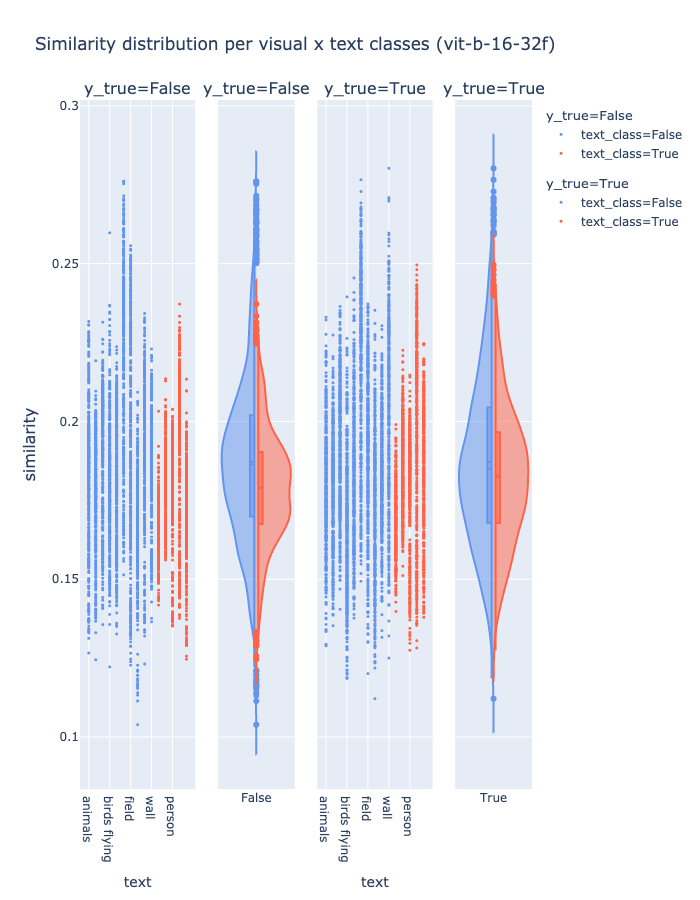 Similarity distribution per visual x text classes (vit-b-16-32f)
y_true=False
y_true=False
y_true=True
y_true=True
y_true=False
text_class=False
text_class=True
y_true=True
text_class=False
text_class=True
similarity
0.3
0.25
0.2
0.15
0.1
animals
birds flying
field
wall
person
False
animals
birds flying
field
wall
person
True
text
text